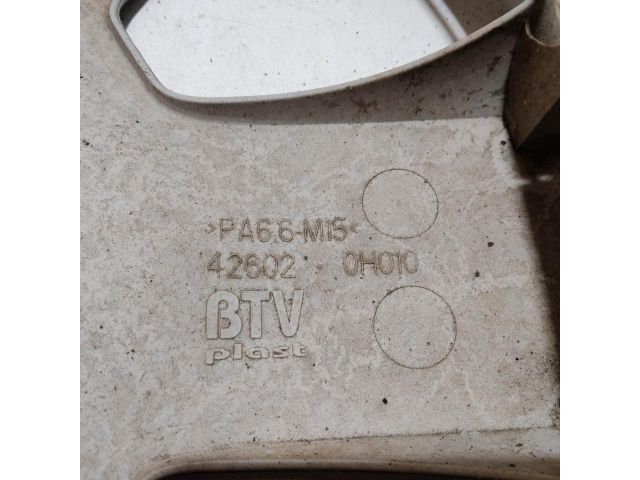 >PA6.6-M15<
42602 - 0H010
BTV
plast